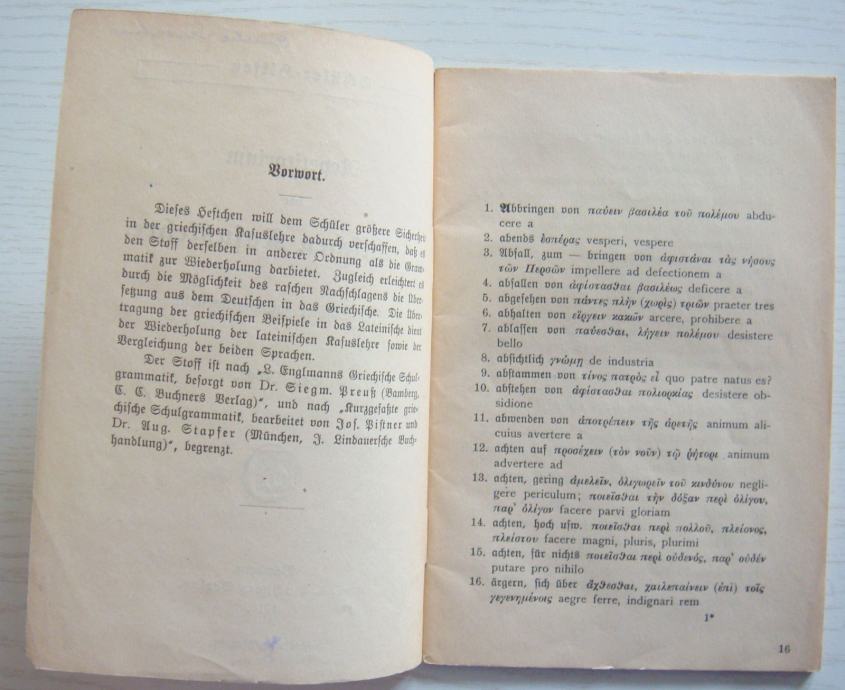 Vorwort.
Dieses Heftchen will dem Schüler größere Sicherheit
in der griechischen Kasuslehre dadurch verschaffen, daß es
den Stoff derselben in anderer Ordnung als die Gram-
matik zur Wiederholung darbietet. Zugleich erleichtert es
durch die Möglichkeit des raschen Nachschlagens die Über-
setzung aus dem Deutschen in das Griechische. Die Über-
tragung der griechischen Beispiele in das Lateinische dient
der Wiederholung der lateinischen Kasuslehre sowie der
Vergleichung der beiden Sprachen.
Der Stoff ist nach „L. Englmanns Griechische Schul-
grammatik, besorgt von Dr. Siegm. Preuß (Bamberg,
C. C. Buchners Verlag)“, und nach „Kurzgefaßte grie-
chische Schulgrammatik, bearbeitet von Jos. Pistner und
Dr. Aug. Stapfer (München, J. Lindauersche Buch-
handlung)“, begrenzt.
1. Abbringen von παύειν βασιλέα τοῦ πολέμου abdu-
cere a
2. abends ἑσπέρας vesperi, vespere
3. Abfall, zum — bringen von ἀφιστάναι τὰς νήσους
τῶν Περσῶν impellere ad defectionem a
4. abfallen von ἀφίστασθαι βασιλέως deficere a
5. abgesehen von πάντες πλὴν (χωρὶς) τριῶν praeter tres
6. abhalten von εἴργειν κακῶν arcere, prohibere a
7. ablassen von παύεσθαι, λήγειν πολέμου desistere
bello
8. absichtlich γνώμῃ de industria
9. abstammen von τίνος πατρὸς εἶ quo patre natus es?
10. abstehen von ἀφίστασθαι πολιορκίας desistere ob-
sidione
11. abwenden von ἀποτρέπειν τῆς ἀρετῆς animum ali-
cuius avertere a
12. achten auf προσέχειν (τὸν νοῦν) τῷ ῥήτορι animum
advertere ad
13. achten, gering ἀμελεῖν, ὀλιγωρεῖν τοῦ κινδύνου negli-
gere periculum; ποιεῖσθαι τὴν δόξαν περὶ ὀλίγου,
παρ' ὀλίγον facere parvi gloriam
14. achten, hoch usw. ποιεῖσθαι περὶ πολλοῦ, πλείονος,
πλείστου facere magni, pluris, plurimi
15. achten, für nichts ποιεῖσθαι περὶ οὐδενός, παρ' οὐδέν
putare pro nihilo
16. ärgern, sich über ἄχθεσθαι, χαλεπαίνειν (ἐπὶ) τοῖς
γεγενημένοις aegre ferre, indignari rem
1*
16